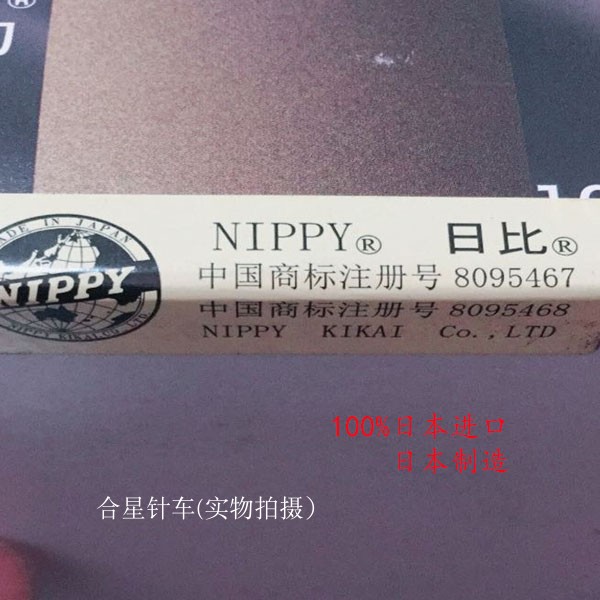 MADE IN JAPAN
NIPPY
NIPPY® 日比®
中国商标注册号 8095467
中国商标注册号 8095468
NIPPY KIKAI Co.,LTD
100%日本进口
日本制造
合星针车(实物拍摄)